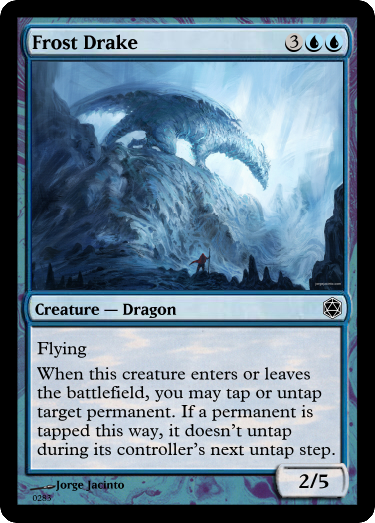 Frost Drake
3
Creature — Dragon
Flying
When this creature enters or leaves
the battlefield, you may tap or untap
target permanent. If a permanent is
tapped this way, it doesn't untap
during its controller's next untap step.
2/5
Jorge Jacinto
0283